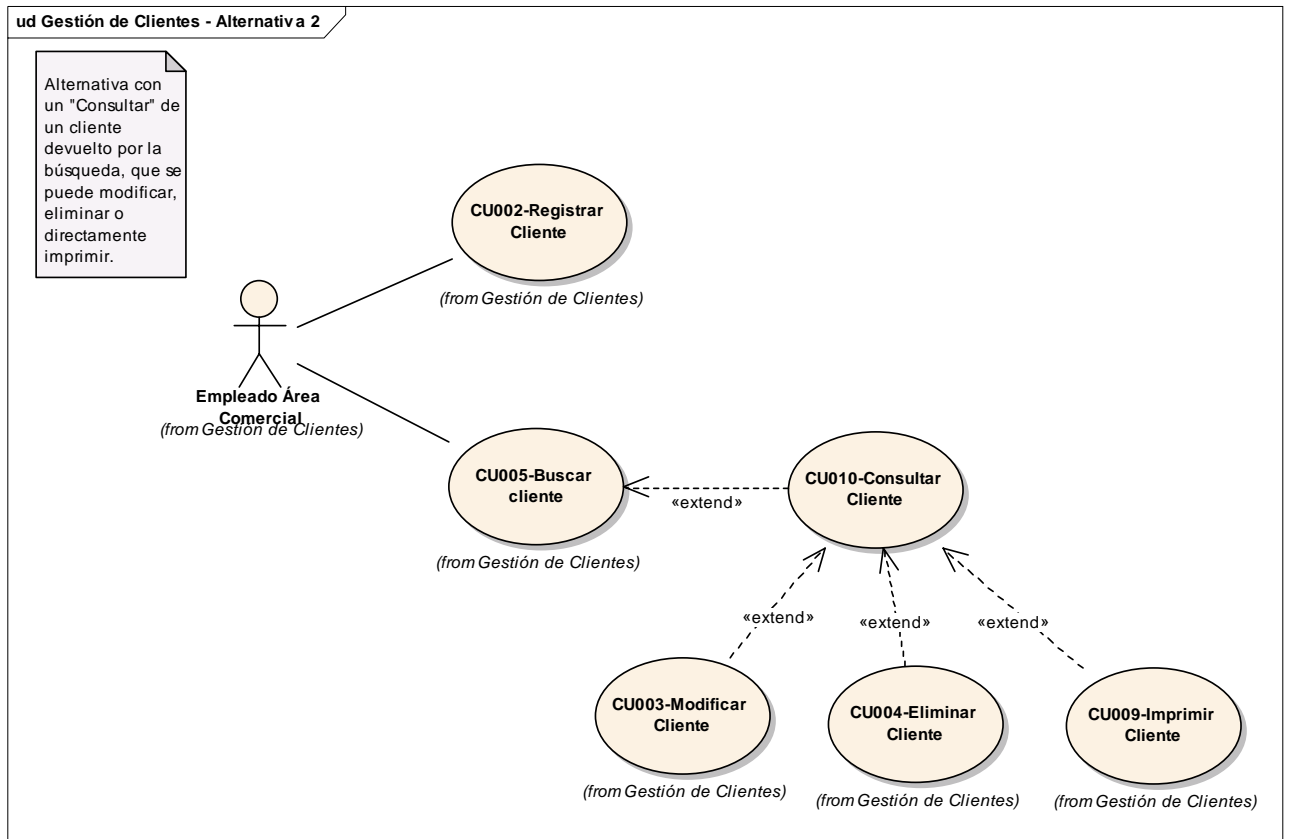 ud Gestión de Clientes - Alternativa 2
Alternativa con
un "Consultar" de
un cliente
devuelto por la
búsqueda, que se
puede modificar,
eliminar o
directamente
imprimir.
CU002-Registrar
Cliente
(from Gestión de Clientes)
Empleado Área
Comercial
(from Gestión de Clientes)
CU005-Buscar
cliente
(from Gestión de Clientes)
«extend»
CU010-Consultar
Cliente
«extend»
«extend»
«extend»
CU003-Modificar
Cliente
(from Gestión de Clientes)
CU004-Eliminar
Cliente
(from Gestión de Clientes)
CU009-Imprimir
Cliente
(from Gestión de Clientes)